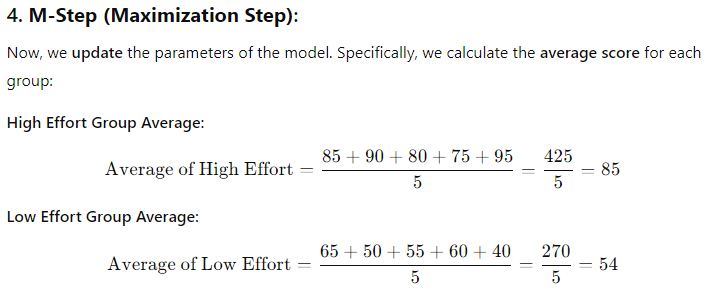 4. M-Step (Maximization Step):
Now, we update the parameters of the model. Specifically, we calculate the average score for each
group:
High Effort Group Average:
Average of High Effort = (85 + 90 + 80 + 75 + 95)/5 = 425/5 = 85
Low Effort Group Average:
Average of Low Effort = (65 + 50 + 55 + 60 + 40)/5 = 270/5 = 54